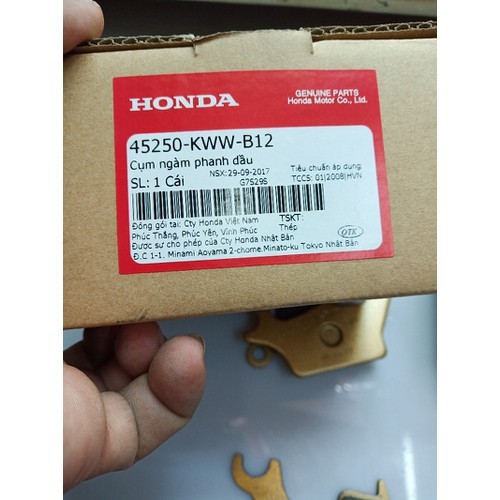 HONDA
GENUINE PARTS
Honda Motor Co., Ltd.
45250-KWW-B12
Cụm ngàm phanh dầu
NSX: 29-09-2017
Tiêu chuẩn áp dụng:
SL: 1 Cái
G7529S
TCCS: 01|2008|HVN
Đóng gói tại: Cty Honda Việt Nam
TSKT:
Phúc Thắng, Phúc Yên, Vĩnh Phúc
Thép
Được sự cho phép của Cty Honda Nhật Bản
QTK
Đ.C 1-1. Minami Aoyama 2-chome.Minato-ku Tokyo Nhật Bản